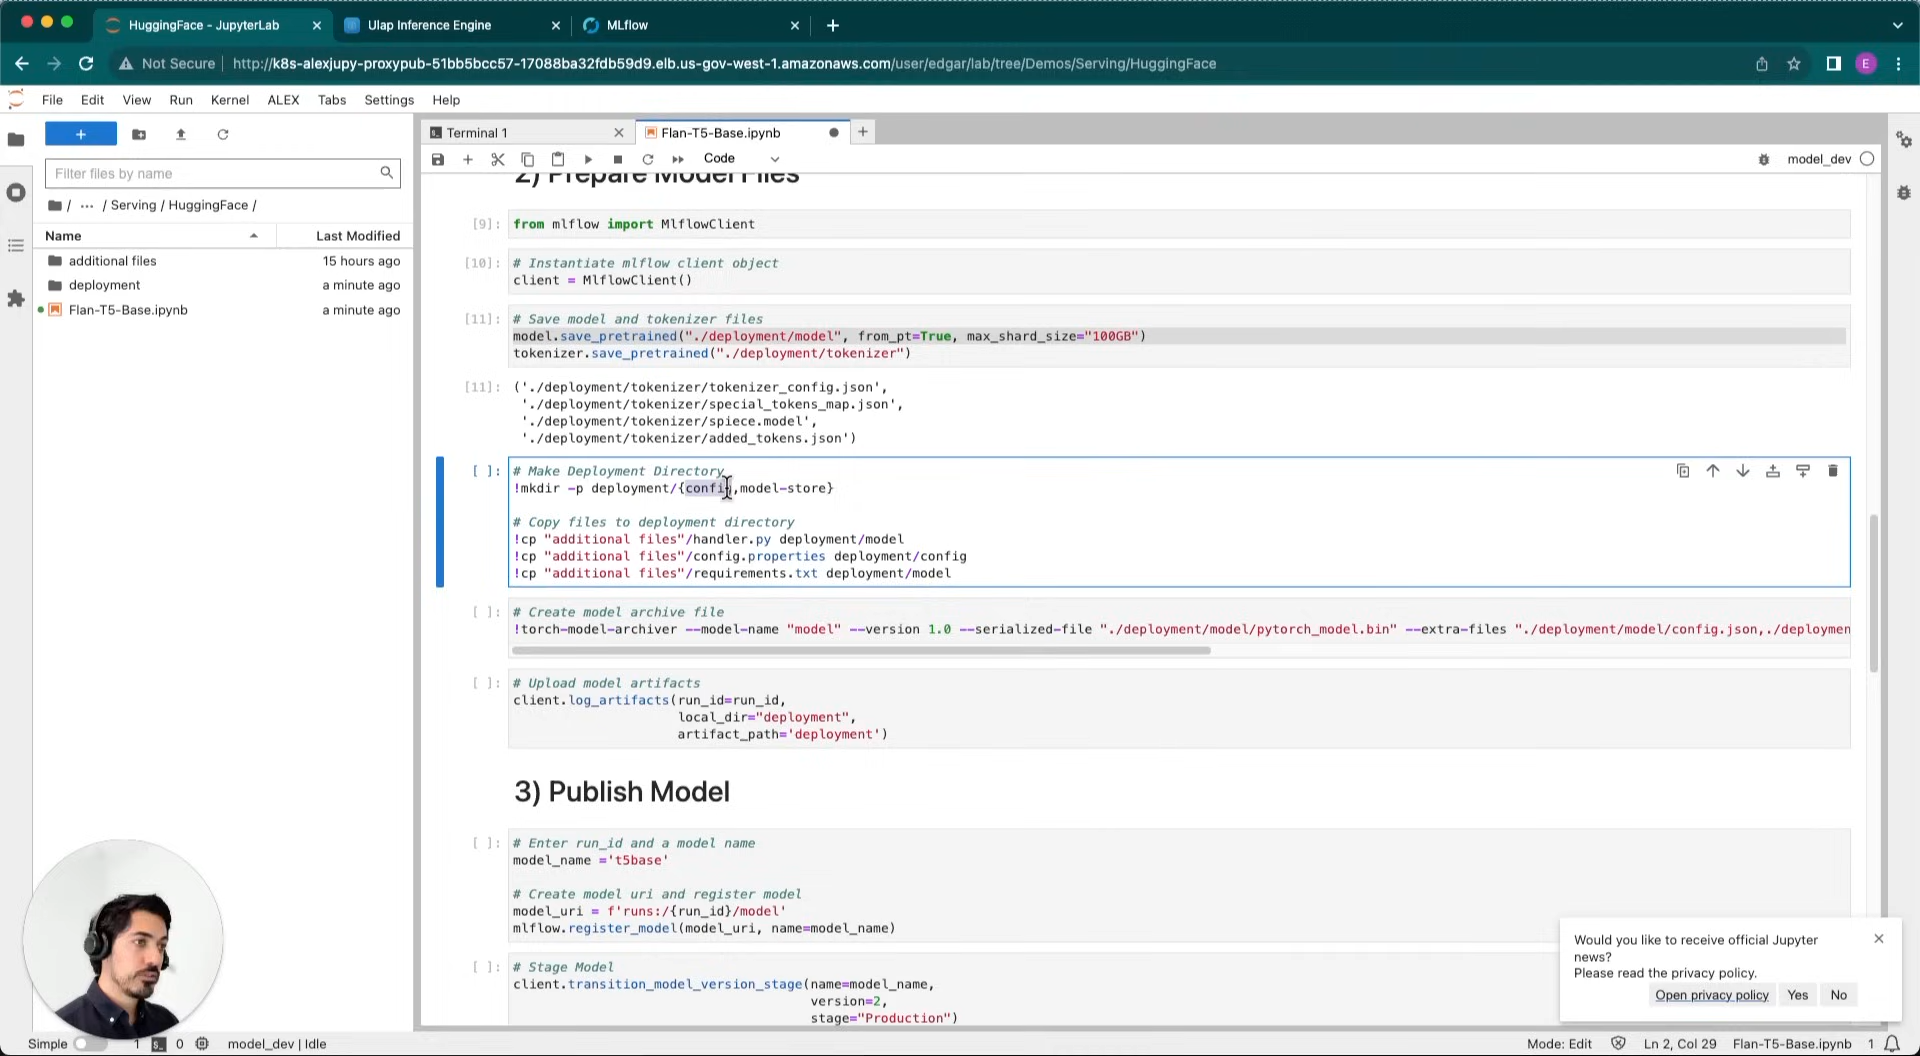 HuggingFace - JupyterLab
Ulap Inference Engine
MLflow
Not Secure
http://k8s-alexjupy-proxypub-51bb5bcc57-17088ba32fdb59d9.elb.us-gov-west-1.amazonaws.com/user/edgar/lab/tree/Demos/Serving/HuggingFace
E
File Edit View Run Kernel ALEX Tabs Settings Help
Terminal 1
Flan-T5-Base.ipynb
Code
model_dev
Filter files by name
/ ··· / Serving / HuggingFace /
Name Last Modified
additional files 15 hours ago
deployment a minute ago
Flan-T5-Base.ipynb a minute ago
2) Prepare Model Files
[9]: from mlflow import MlflowClient
[10]: # Instantiate mlflow client object
client = MlflowClient()
[11]: # Save model and tokenizer files
model.save_pretrained("./deployment/model", from_pt=True, max_shard_size="100GB")
tokenizer.save_pretrained("./deployment/tokenizer")
[11]: ('./deployment/tokenizer/tokenizer_config.json',
'./deployment/tokenizer/special_tokens_map.json',
'./deployment/tokenizer/spiece.model',
'./deployment/tokenizer/added_tokens.json')
[ ]: # Make Deployment Directory
!mkdir -p deployment/{config,model-store}
# Copy files to deployment directory
!cp "additional files"/handler.py deployment/model
!cp "additional files"/config.properties deployment/config
!cp "additional files"/requirements.txt deployment/model
[ ]: # Create model archive file
!torch-model-archiver --model-name "model" --version 1.0 --serialized-file "./deployment/model/pytorch_model.bin" --extra-files "./deployment/model/config.json,./deploymen
[ ]: # Upload model artifacts
client.log_artifacts(run_id=run_id,
local_dir="deployment",
artifact_path='deployment')
3) Publish Model
[ ]: # Enter run_id and a model name
model_name ='t5base'
# Create model uri and register model
model_uri = f'runs:/{run_id}/model'
mlflow.register_model(model_uri, name=model_name)
[ ]: # Stage Model
client.transition_model_version_stage(name=model_name,
version=2,
stage="Production")
Would you like to receive official Jupyter
news?
Please read the privacy policy.
Open privacy policy Yes No
Simple 1 $_ 0 model_dev | Idle
Mode: Edit Ln 2, Col 29 Flan-T5-Base.ipynb 1